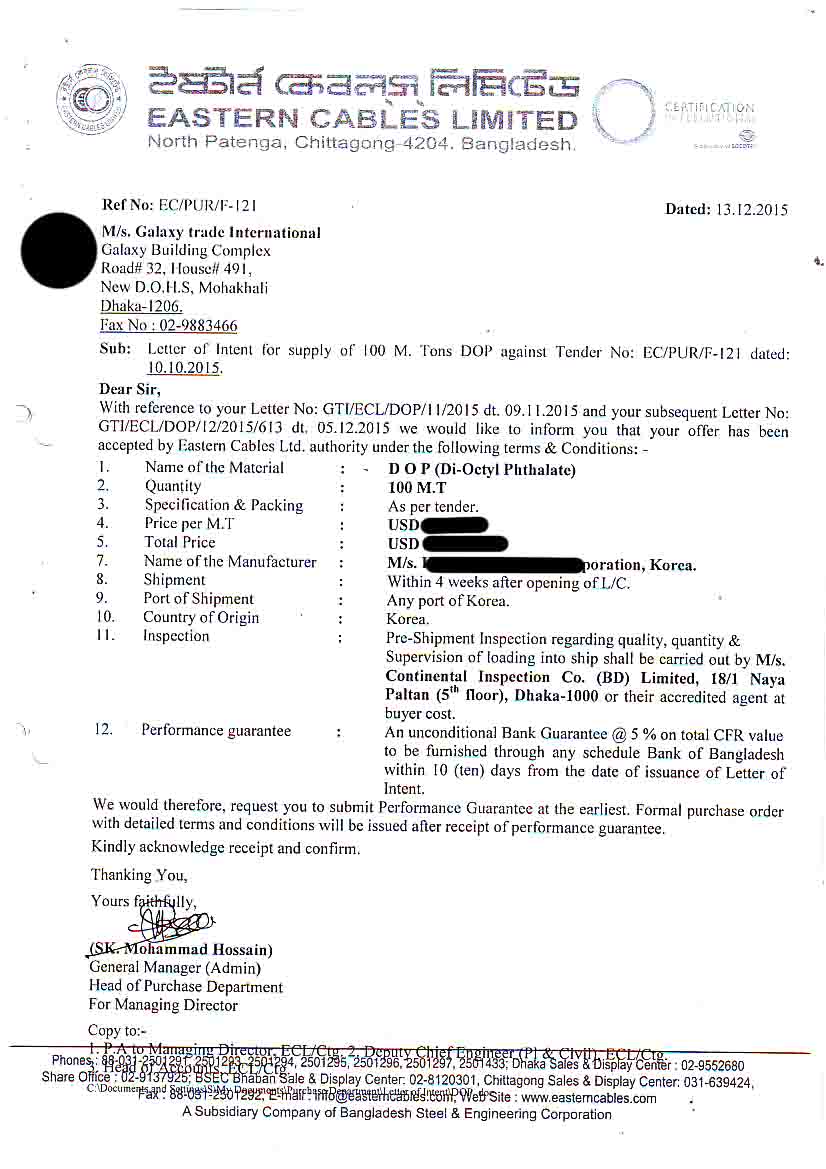 ইস্টার্ন কেবলস লিমিটেড
EASTERN CABLES LIMITED
North Patenga, Chittagong-4204. Bangladesh.
CERTIFICATION
INTERNATIONAL
Ref No: EC/PUR/F-121
Dated: 13.12.2015
M/s. Galaxy trade International
Galaxy Building Complex
Road# 32, House# 491,
New D.O.H.S, Mohakhali
Dhaka-1206.
Fax No : 02-9883466
Sub: Letter of Intent for supply of 100 M. Tons DOP against Tender No: EC/PUR/F-121 dated:
10.10.2015.
Dear Sir,
With reference to your Letter No: GTI/ECL/DOP/11/2015 dt. 09.11.2015 and your subsequent Letter No:
GTI/ECL/DOP/12/2015/613 dt. 05.12.2015 we would like to inform you that your offer has been
accepted by Eastern Cables Ltd. authority under the following terms & Conditions: -
1. Name of the Material : - D O P (Di-Octyl Phthalate)
2. Quantity : 100 M.T
3. Specification & Packing : As per tender.
4. Price per M.T : USD
5. Total Price : USD
7. Name of the Manufacturer : M/s. poration, Korea.
8. Shipment : Within 4 weeks after opening of L/C.
9. Port of Shipment : Any port of Korea.
10. Country of Origin : Korea.
11. Inspection : Pre-Shipment Inspection regarding quality, quantity &
Supervision of loading into ship shall be carried out by M/s.
Continental Inspection Co. (BD) Limited, 18/1 Naya
Paltan (5th floor), Dhaka-1000 or their accredited agent at
buyer cost.
12. Performance guarantee : An unconditional Bank Guarantee @ 5 % on total CFR value
to be furnished through any schedule Bank of Bangladesh
within 10 (ten) days from the date of issuance of Letter of
Intent.
We would therefore, request you to submit Performance Guarantee at the earliest. Formal purchase order
with detailed terms and conditions will be issued after receipt of performance guarantee.
Kindly acknowledge receipt and confirm.
Thanking You,
Yours faithfully,
(SK. Mohammad Hossain)
General Manager (Admin)
Head of Purchase Department
For Managing Director
Copy to:-
1. P.A to Managing Director, ECL/Ctg. 2. Deputy Chief Engineer (P) & Civil), ECL/Ctg.
Phones : 88-031-2501291, 2501293, 2501294, 2501295, 2501296, 2501297, 2501433; Dhaka Sales & Display Center : 02-9552680
3. Head of Accounts, ECL/Ctg.
Share Office : 02-9137925; BSEC Bhaban Sale & Display Center: 02-8120301, Chittagong Sales & Display Center: 031-639424,
Fax : 88-031-2501292, E-mail : info@easterncables.com, Web Site : www.easterncables.com
A Subsidiary Company of Bangladesh Steel & Engineering Corporation